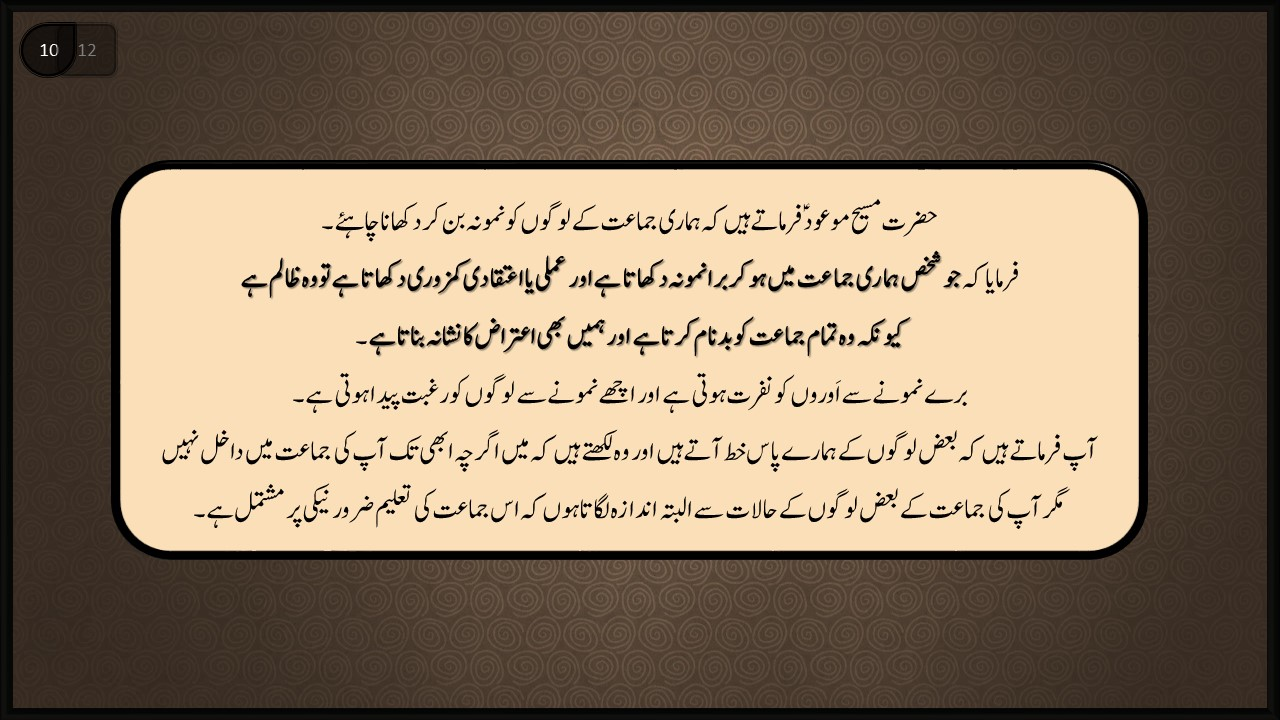 10 12
حضرت مسیح موعودؑ فرماتے ہیں کہ ہماری جماعت کے لوگوں کو نمونہ بن کر دکھانا چاہئے۔
فرمایا کہ جو شخص ہماری جماعت میں ہو کر برا نمونہ دکھاتا ہے اور عملی یا اعتقادی کمزوری دکھاتا ہے تو وہ ظالم ہے
کیونکہ وہ تمام جماعت کو بدنام کرتا ہے اور ہمیں بھی اعتراض کا نشانہ بناتا ہے۔
برے نمونے سے اَوروں کو نفرت ہوتی ہے اور اچھے نمونے سے لوگوں کو رغبت پیدا ہوتی ہے۔
آپ فرماتے ہیں کہ بعض لوگوں کے ہمارے پاس خط آتے ہیں اور وہ لکھتے ہیں کہ میں اگرچہ ابھی تک آپ کی جماعت میں داخل نہیں
مگر آپ کی جماعت کے بعض لوگوں کے حالات سے البتہ اندازہ لگاتا ہوں کہ اس جماعت کی تعلیم ضرور نیکی پر مشتمل ہے۔